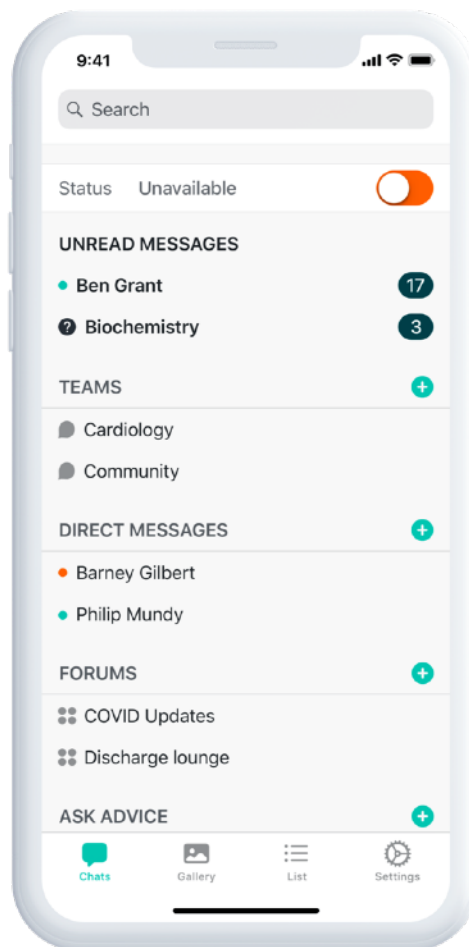 9:41
Search
Status Unavailable
UNREAD MESSAGES
Ben Grant 17
? Biochemistry 3
TEAMS +
Cardiology
Community
DIRECT MESSAGES +
Barney Gilbert
Philip Mundy
FORUMS +
COVID Updates
Discharge lounge
ASK ADVICE +
Chats Gallery List Settings